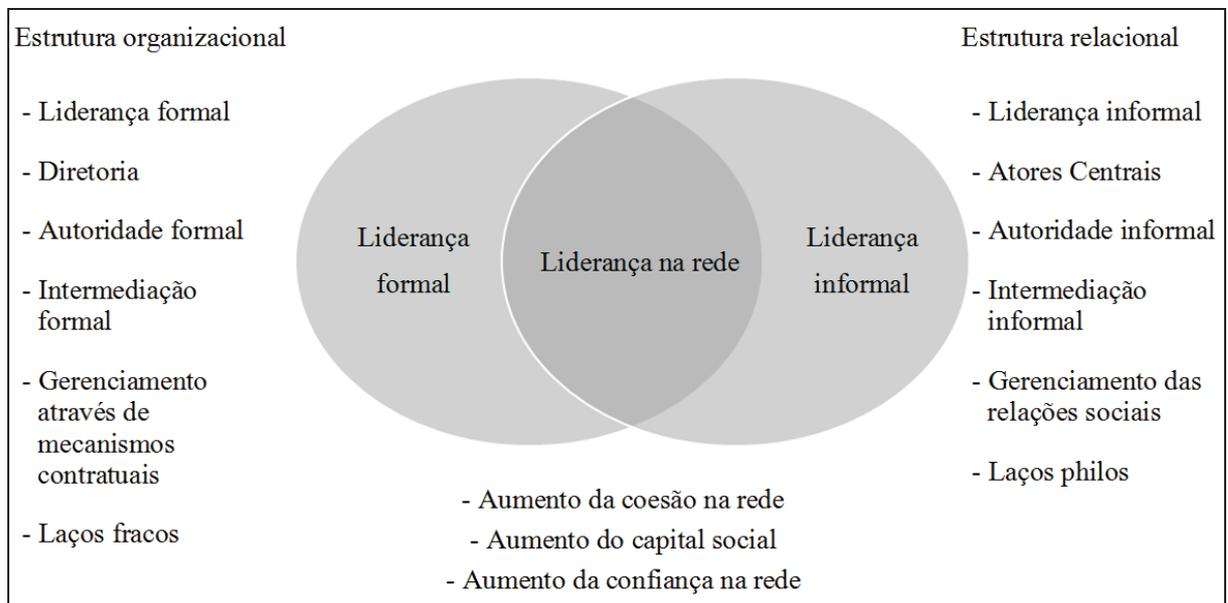 Estrutura organizacional
- Liderança formal
- Diretoria
- Autoridade formal
- Intermediação
formal
- Gerenciamento
através de
mecanismos
contratuais
- Laços fracos
Liderança
formal
Liderança na rede
Liderança
informal
- Aumento da coesão na rede
- Aumento do capital social
- Aumento da confiança na rede
Estrutura relacional
- Liderança informal
- Atores Centrais
- Autoridade informal
- Intermediação
informal
- Gerenciamento das
relações sociais
- Laços philos